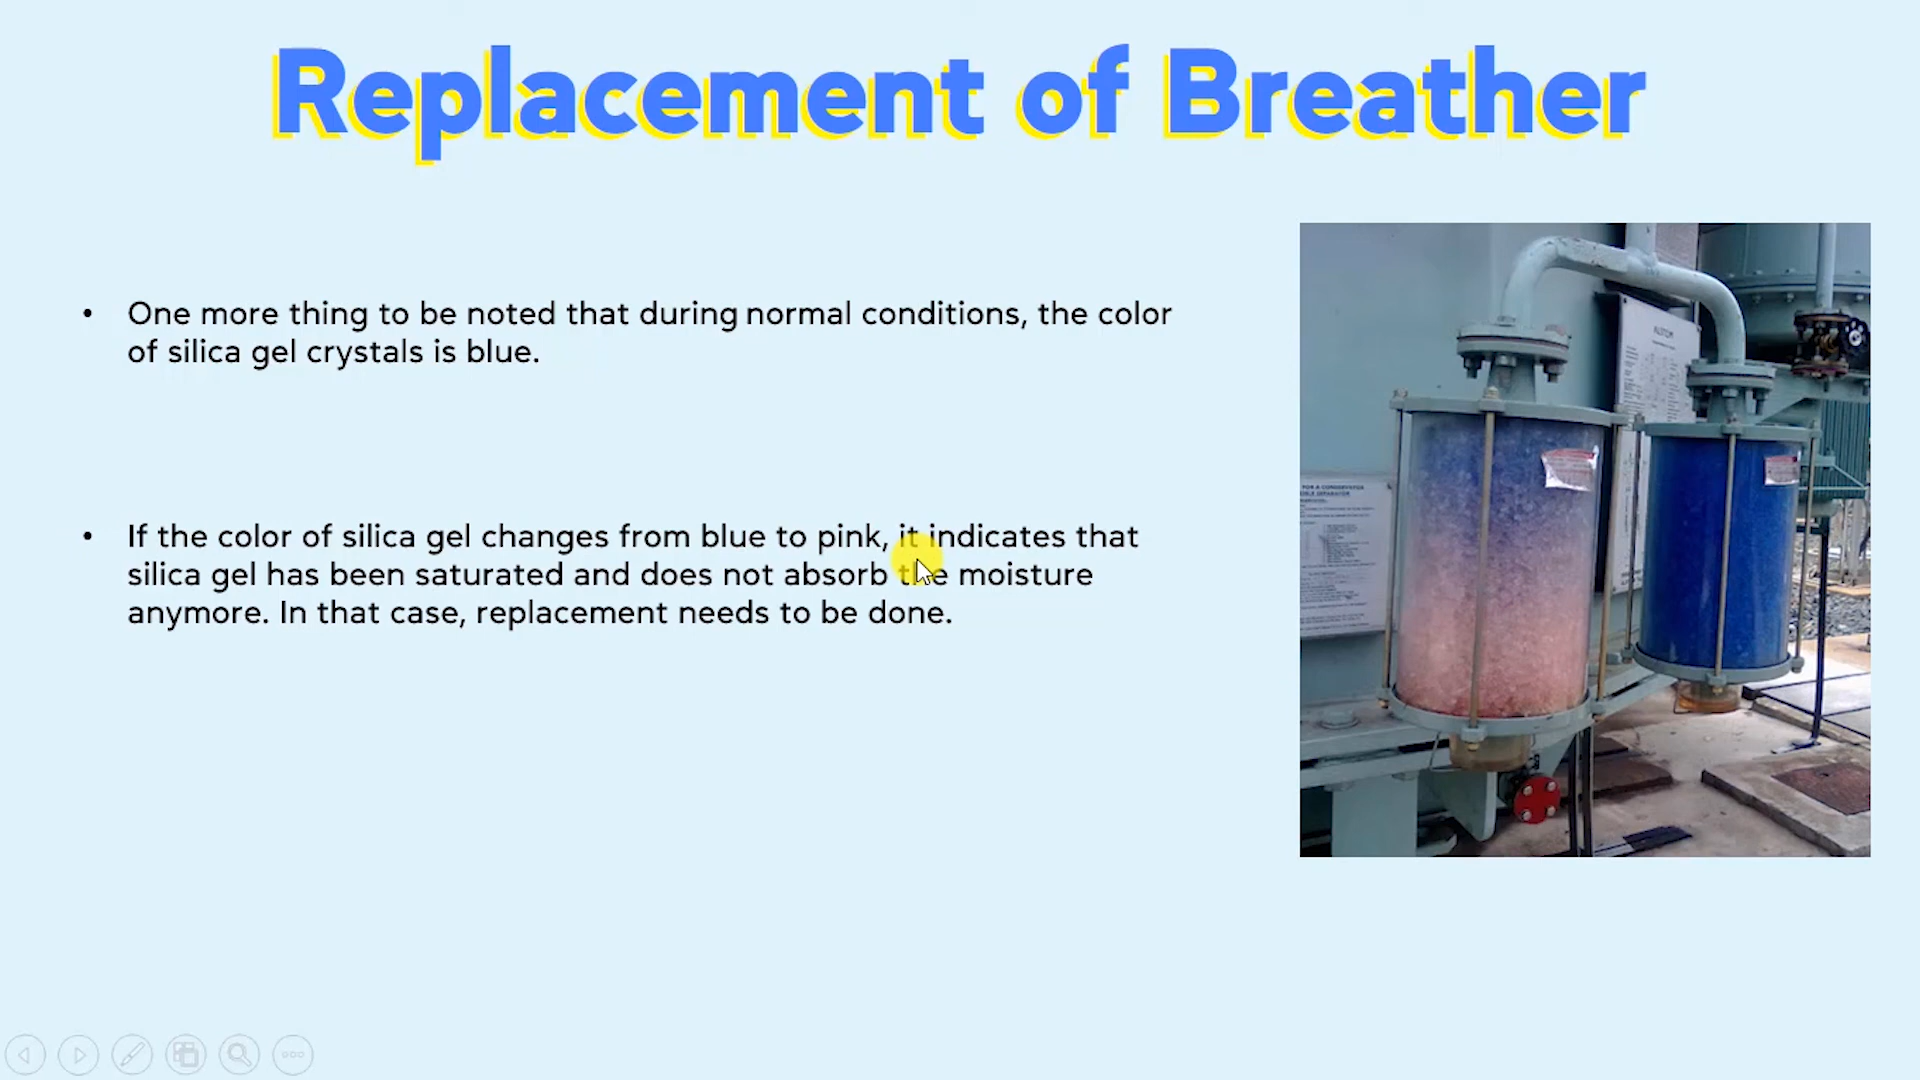 Replacement of Breather
• One more thing to be noted that during normal conditions, the color
of silica gel crystals is blue.
• If the color of silica gel changes from blue to pink, it indicates that
silica gel has been saturated and does not absorb the moisture
anymore. In that case, replacement needs to be done.